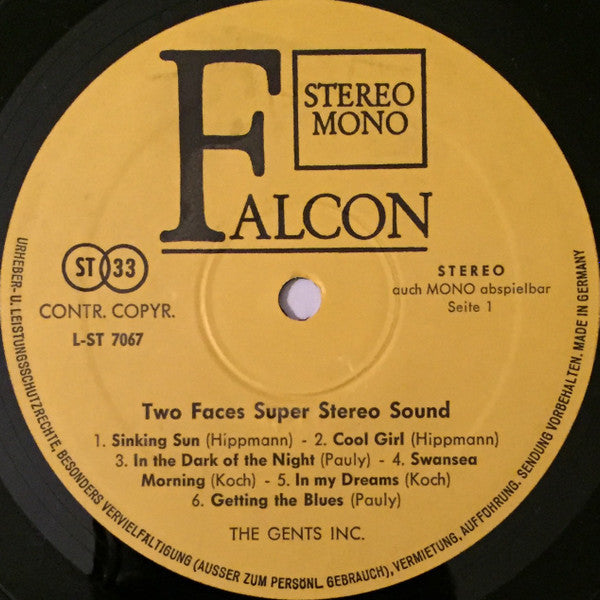 STEREO
MONO
FALCON
ST 33
CONTR. COPYR.
L-ST 7067
STEREO
auch MONO abspielbar
Seite 1
Two Faces Super Stereo Sound
1. Sinking Sun (Hippmann) - 2. Cool Girl (Hippmann)
3. In the Dark of the Night (Pauly) - 4. Swansea
Morning (Koch) - 5. In my Dreams (Koch)
6. Getting the Blues (Pauly)
THE GENTS INC.
URHEBER- U. LEISTUNGSSCHUTZRECHTE, BESONDERS VERVIELFÄLTIGUNG (AUSSER ZUM PERSÖNL. GEBRAUCH), VERMIETUNG, AUFFÜHRUNG. SENDUNG VORBEHALTEN. MADE IN GERMANY